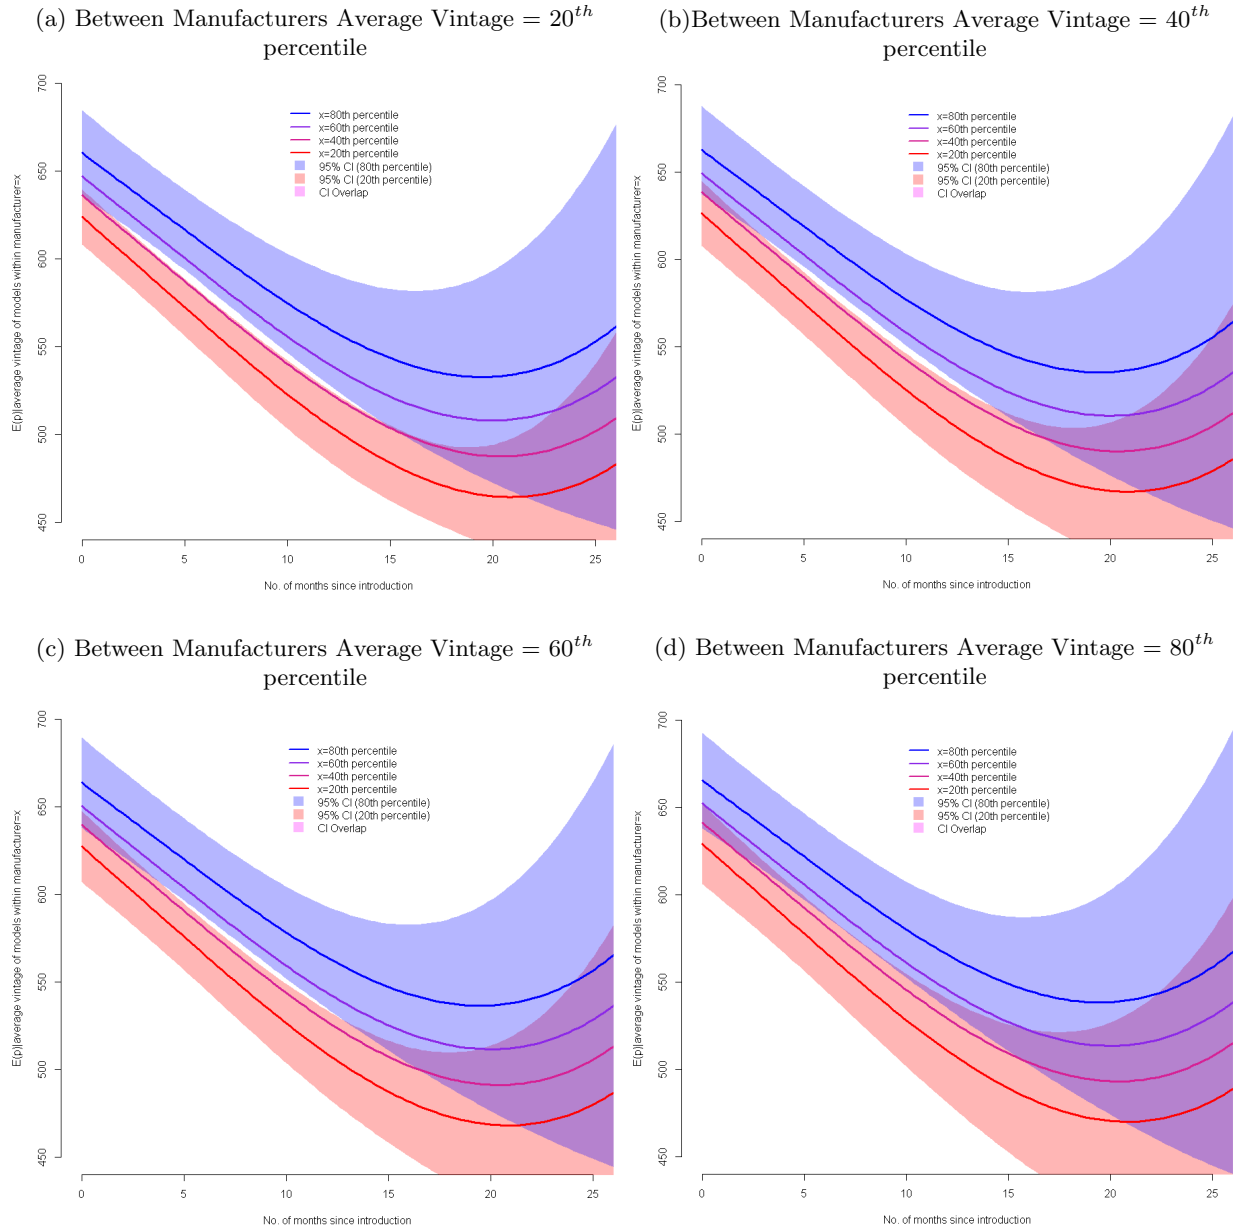 (a) Between Manufacturers Average Vintage = 20th
percentile
700
650
600
550
500
450
E(p)|average vintage of models within manufacturer=x
x=80th percentile
x=60th percentile
x=40th percentile
x=20th percentile
95% CI (80th percentile)
95% CI (20th percentile)
CI Overlap
0 5 10 15 20 25
No. of months since introduction
(b)Between Manufacturers Average Vintage = 40th
percentile
700
650
600
550
500
450
E(p)|average vintage of models within manufacturer=x
x=80th percentile
x=60th percentile
x=40th percentile
x=20th percentile
95% CI (80th percentile)
95% CI (20th percentile)
CI Overlap
0 5 10 15 20 25
No. of months since introduction
(c) Between Manufacturers Average Vintage = 60th
percentile
700
650
600
550
500
450
E(p)|average vintage of models within manufacturer=x
x=80th percentile
x=60th percentile
x=40th percentile
x=20th percentile
95% CI (80th percentile)
95% CI (20th percentile)
CI Overlap
0 5 10 15 20 25
No. of months since introduction
(d) Between Manufacturers Average Vintage = 80th
percentile
700
650
600
550
500
450
E(p)|average vintage of models within manufacturer=x
x=80th percentile
x=60th percentile
x=40th percentile
x=20th percentile
95% CI (80th percentile)
95% CI (20th percentile)
CI Overlap
0 5 10 15 20 25
No. of months since introduction